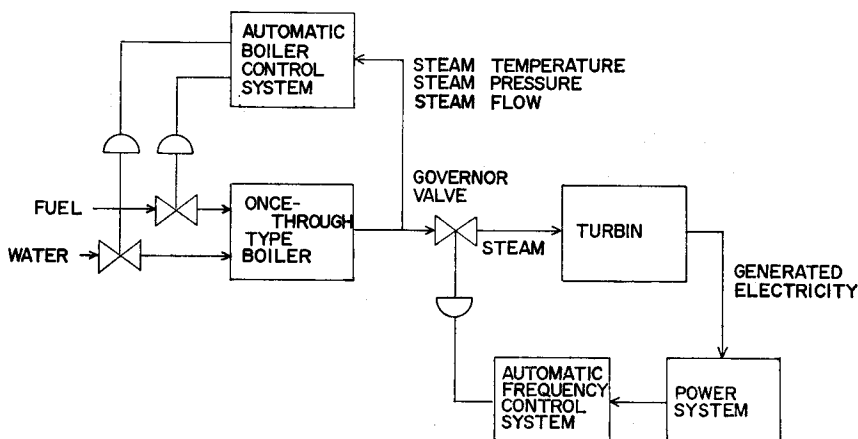 AUTOMATIC
BOILER
CONTROL
SYSTEM
STEAM TEMPERATURE
STEAM PRESSURE
STEAM FLOW
FUEL
WATER
ONCE-
THROUGH
TYPE
BOILER
GOVERNOR
VALVE
STEAM
TURBIN
GENERATED
ELECTRICITY
AUTOMATIC
FREQUENCY
CONTROL
SYSTEM
POWER
SYSTEM